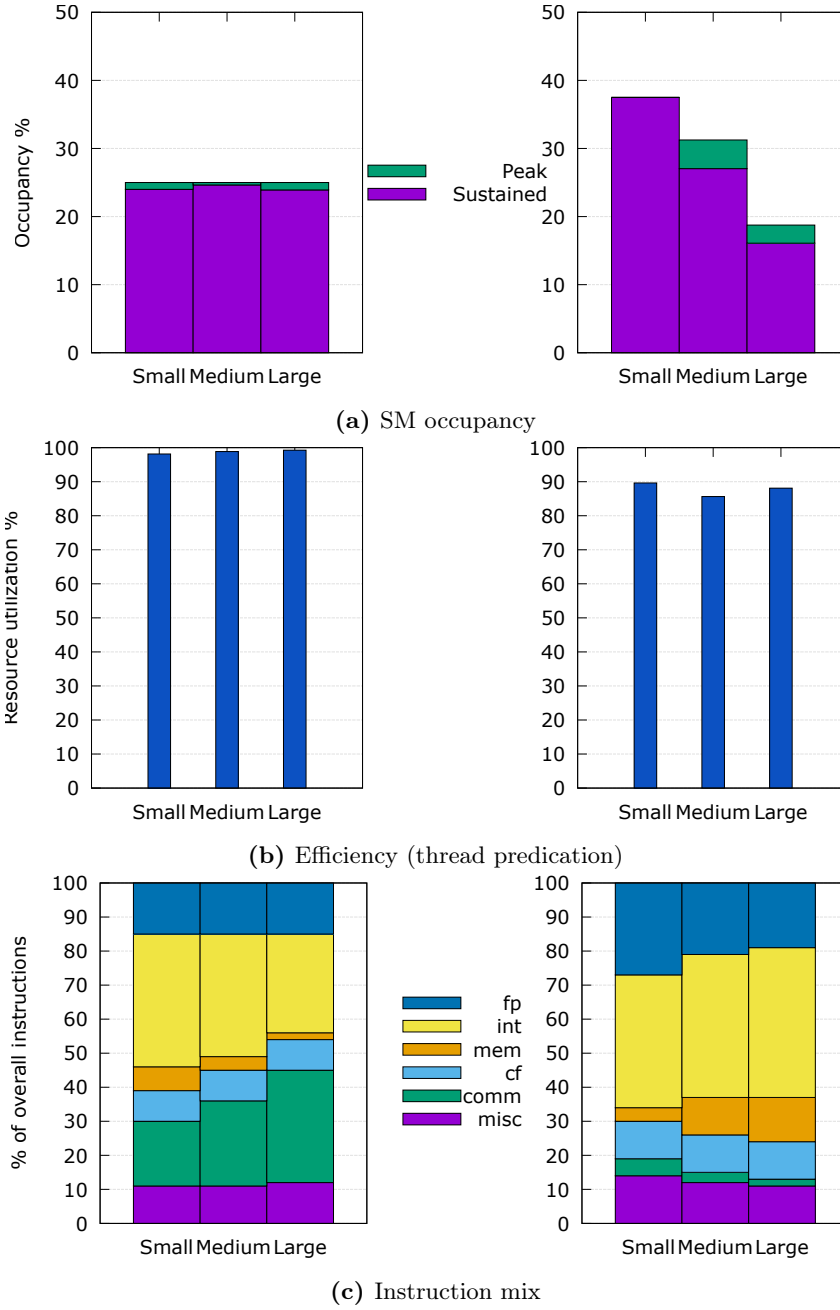 Occupancy %
50
40
30
20
10
0
Small Medium Large
Peak
Sustained
50
40
30
20
10
0
Small Medium Large
(a) SM occupancy
Resource utilization %
100
90
80
70
60
50
40
30
20
10
0
Small Medium Large
100
90
80
70
60
50
40
30
20
10
0
Small Medium Large
(b) Efficiency (thread predication)
% of overall instructions
100
90
80
70
60
50
40
30
20
10
0
Small Medium Large
fp
int
mem
cf
comm
misc
100
90
80
70
60
50
40
30
20
10
0
Small Medium Large
(c) Instruction mix